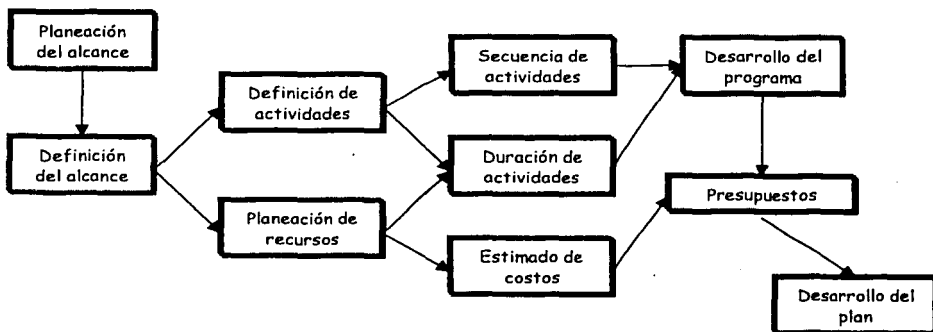 Planeación
del alcance
Definición
del alcance
Definición de
actividades
Planeación de
recursos
Secuencia de
actividades
Duración de
actividades
Estimado de
costos
Desarrollo del
programa
Presupuestos
Desarrollo del
plan